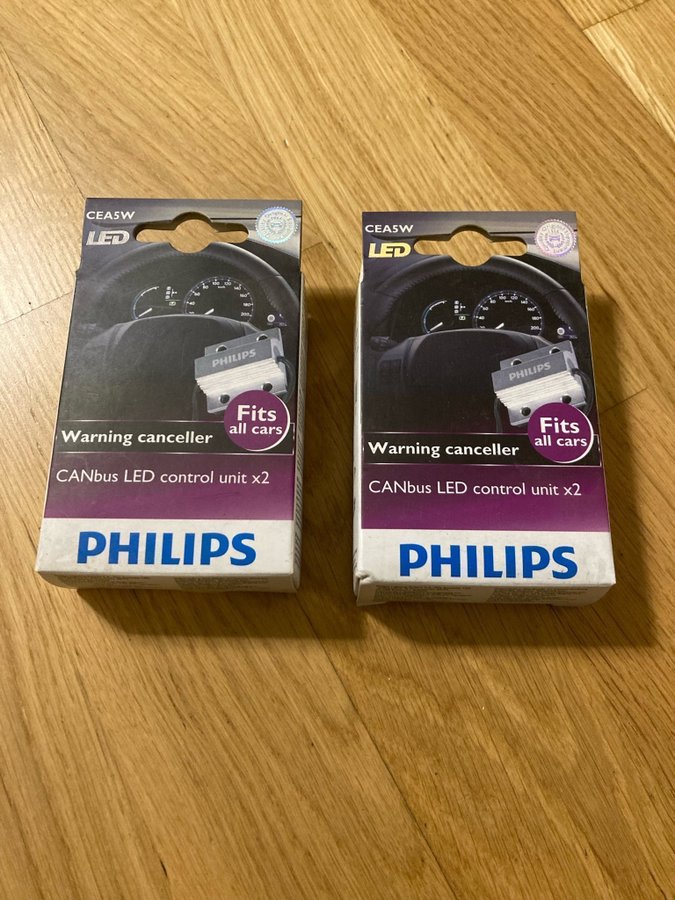 CEA5W
LED
PHILIPS
Fits
all cars
Warning canceller
CANbus LED control unit x2
PHILIPS
CEA5W
LED
PHILIPS
Fits
all cars
Warning canceller
CANbus LED control unit x2
PHILIPS